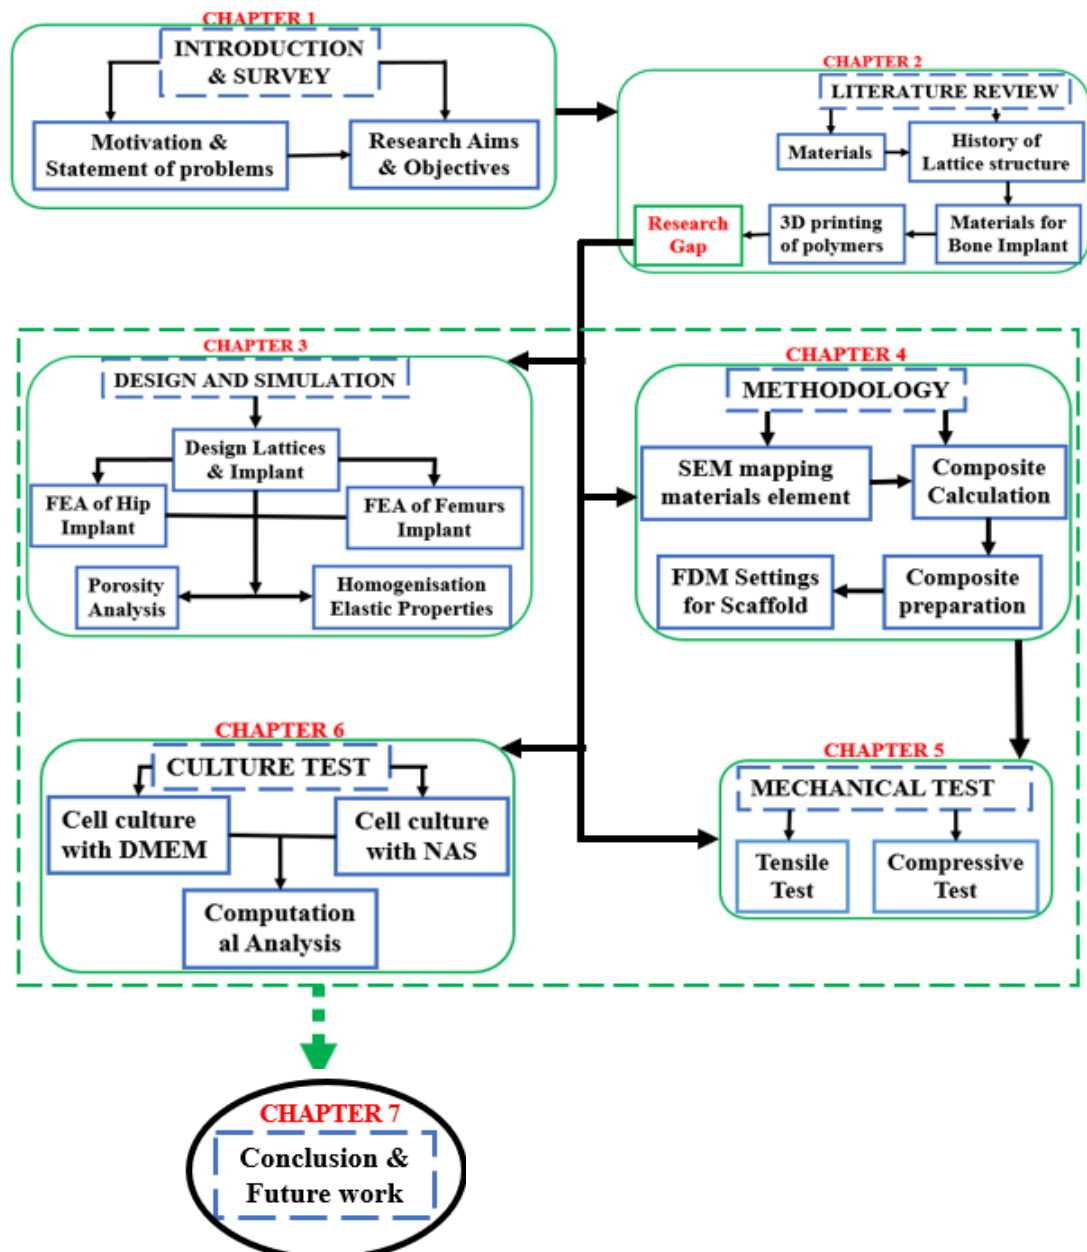 CHAPTER 1
INTRODUCTION
& SURVEY
Motivation &
Statement of problems
Research Aims
& Objectives
CHAPTER 2
LITERATURE REVIEW
Materials
History of
Lattice structure
Research
Gap
3D printing
of polymers
Materials for
Bone Implant
CHAPTER 3
DESIGN AND SIMULATION
Design Lattices
& Implant
FEA of Hip
Implant
FEA of Femurs
Implant
Porosity
Analysis
Homogenisation
Elastic Properties
CHAPTER 4
METHODOLOGY
SEM mapping
materials element
Composite
Calculation
FDM Settings
for Scaffold
Composite
preparation
CHAPTER 6
CULTURE TEST
Cell culture
with DMEM
Cell culture
with NAS
Computation
al Analysis
CHAPTER 5
MECHANICAL TEST
Tensile
Test
Compressive
Test
CHAPTER 7
Conclusion &
Future work